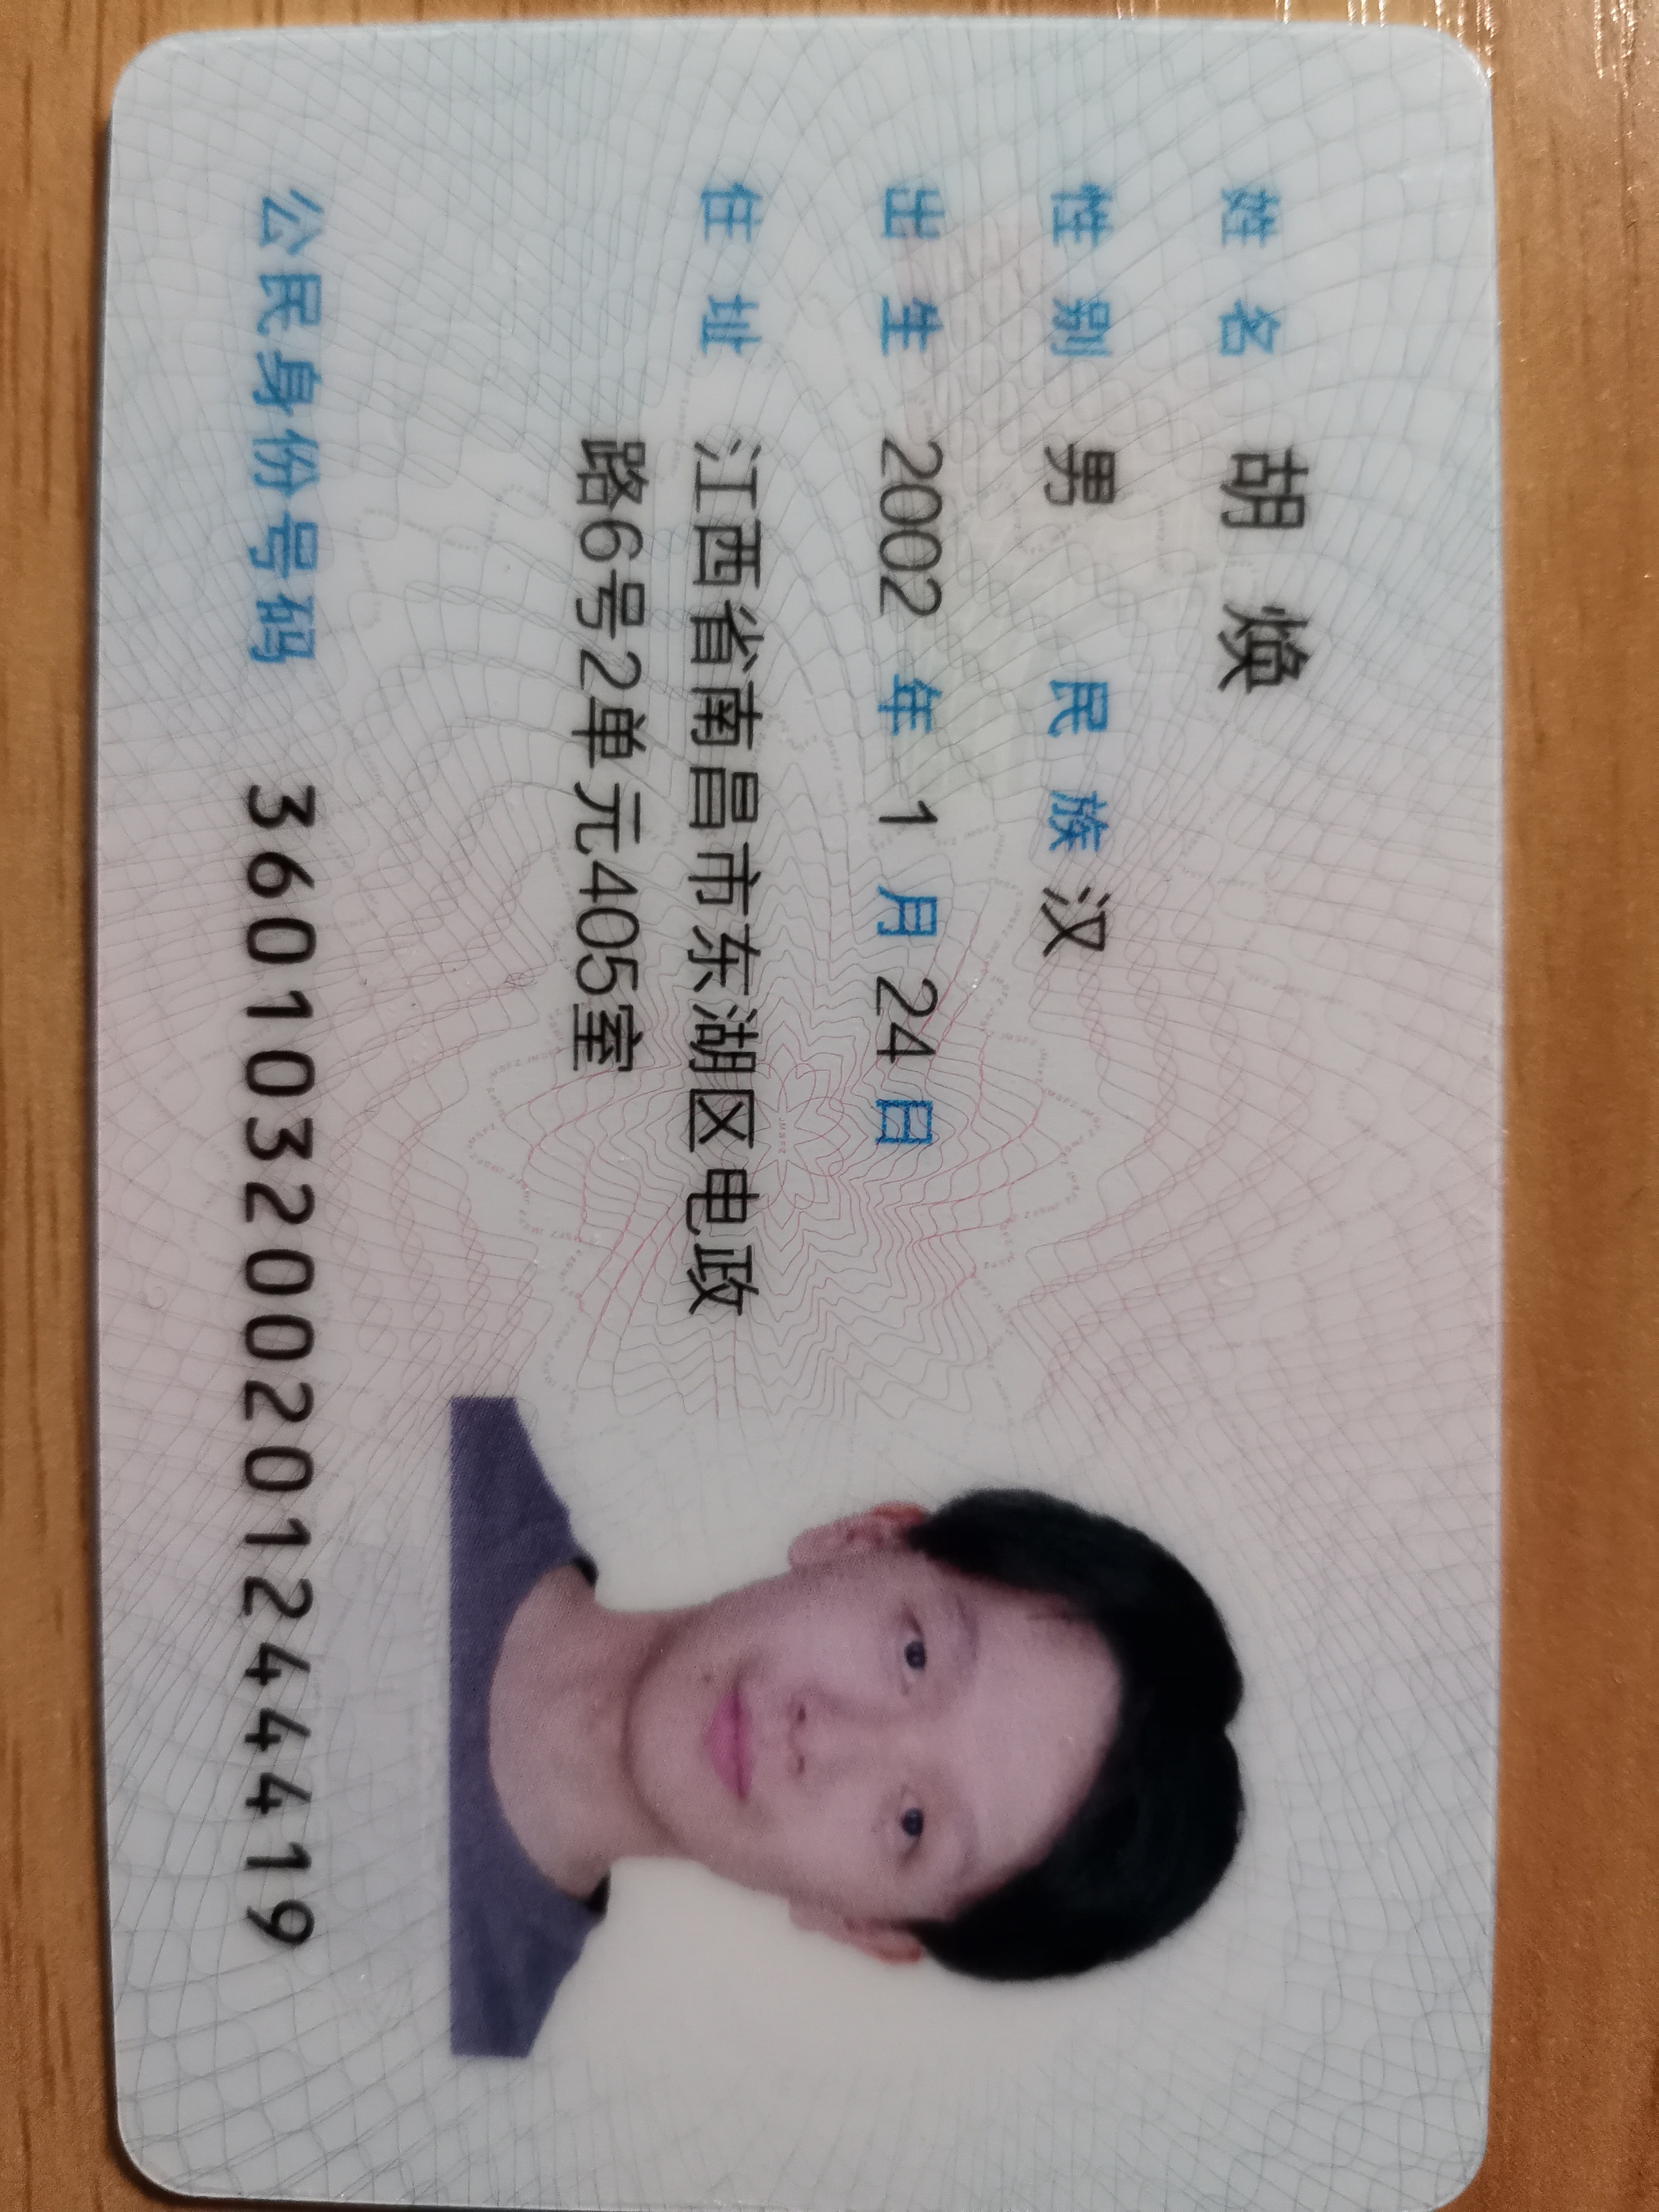 姓名 胡焕
性别 男 民族 汉
出生 2002 年 1 月 24 日
住址 江西省南昌市东湖区电政
路6号2单元405室
公民身份号码 360103200201244419